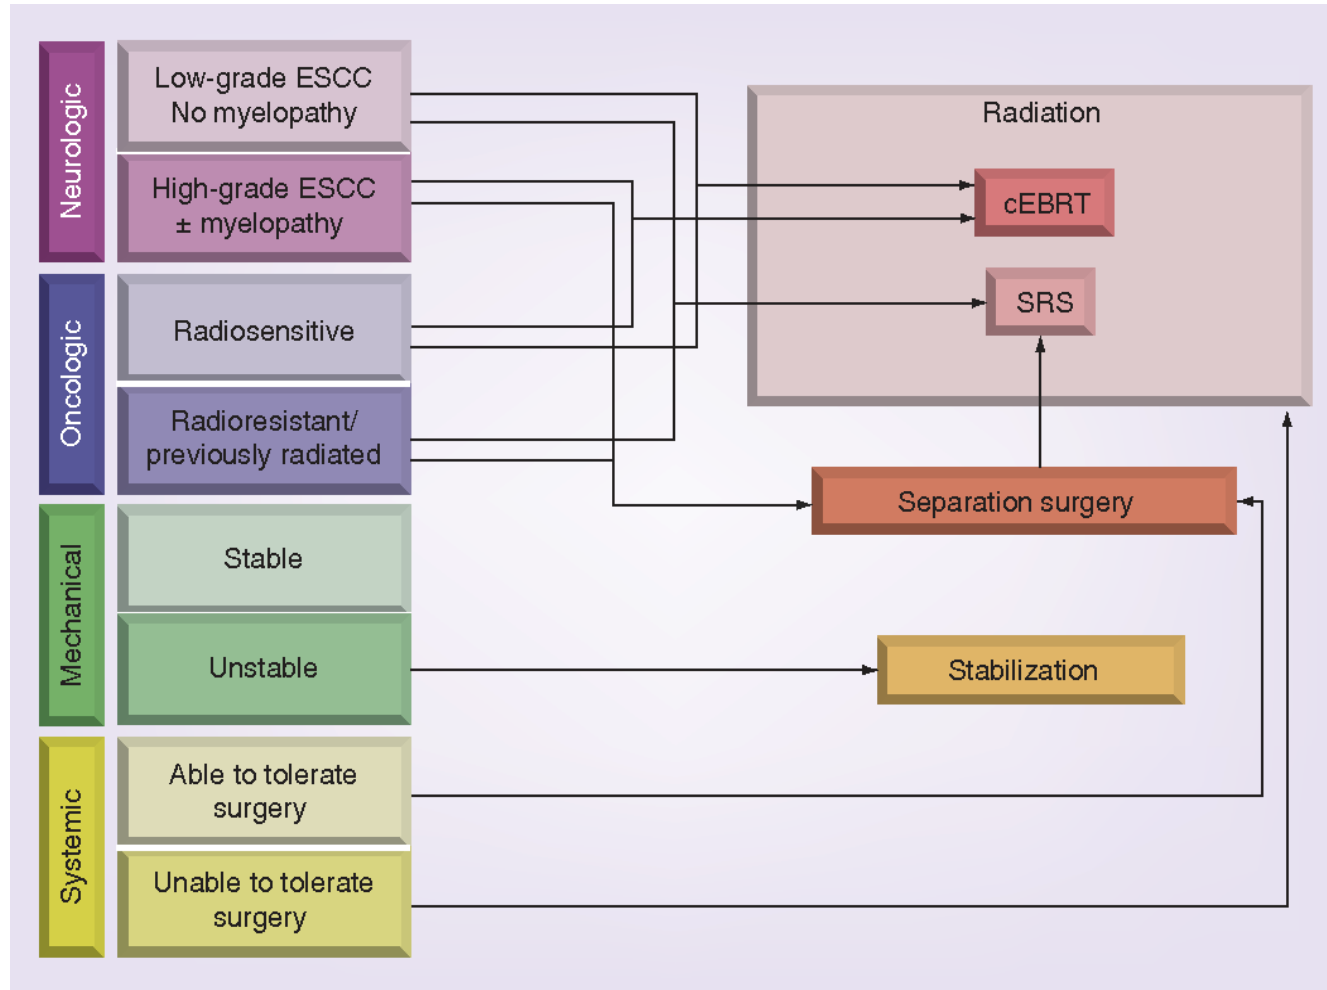 Neurologic
Low-grade ESCC
No myelopathy
High-grade ESCC
± myelopathy
Oncologic
Radiosensitive
Radioresistant/
previously radiated
Mechanical
Stable
Unstable
Systemic
Able to tolerate
surgery
Unable to tolerate
surgery
Radiation
cEBRT
SRS
Separation surgery
Stabilization